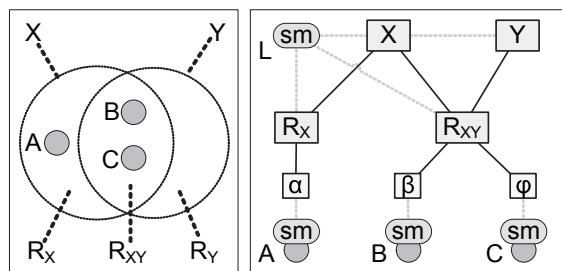 X Y
A B
C
R_X R_XY R_Y
sm X Y
L
R_X R_XY
α β φ
sm sm sm
A B C